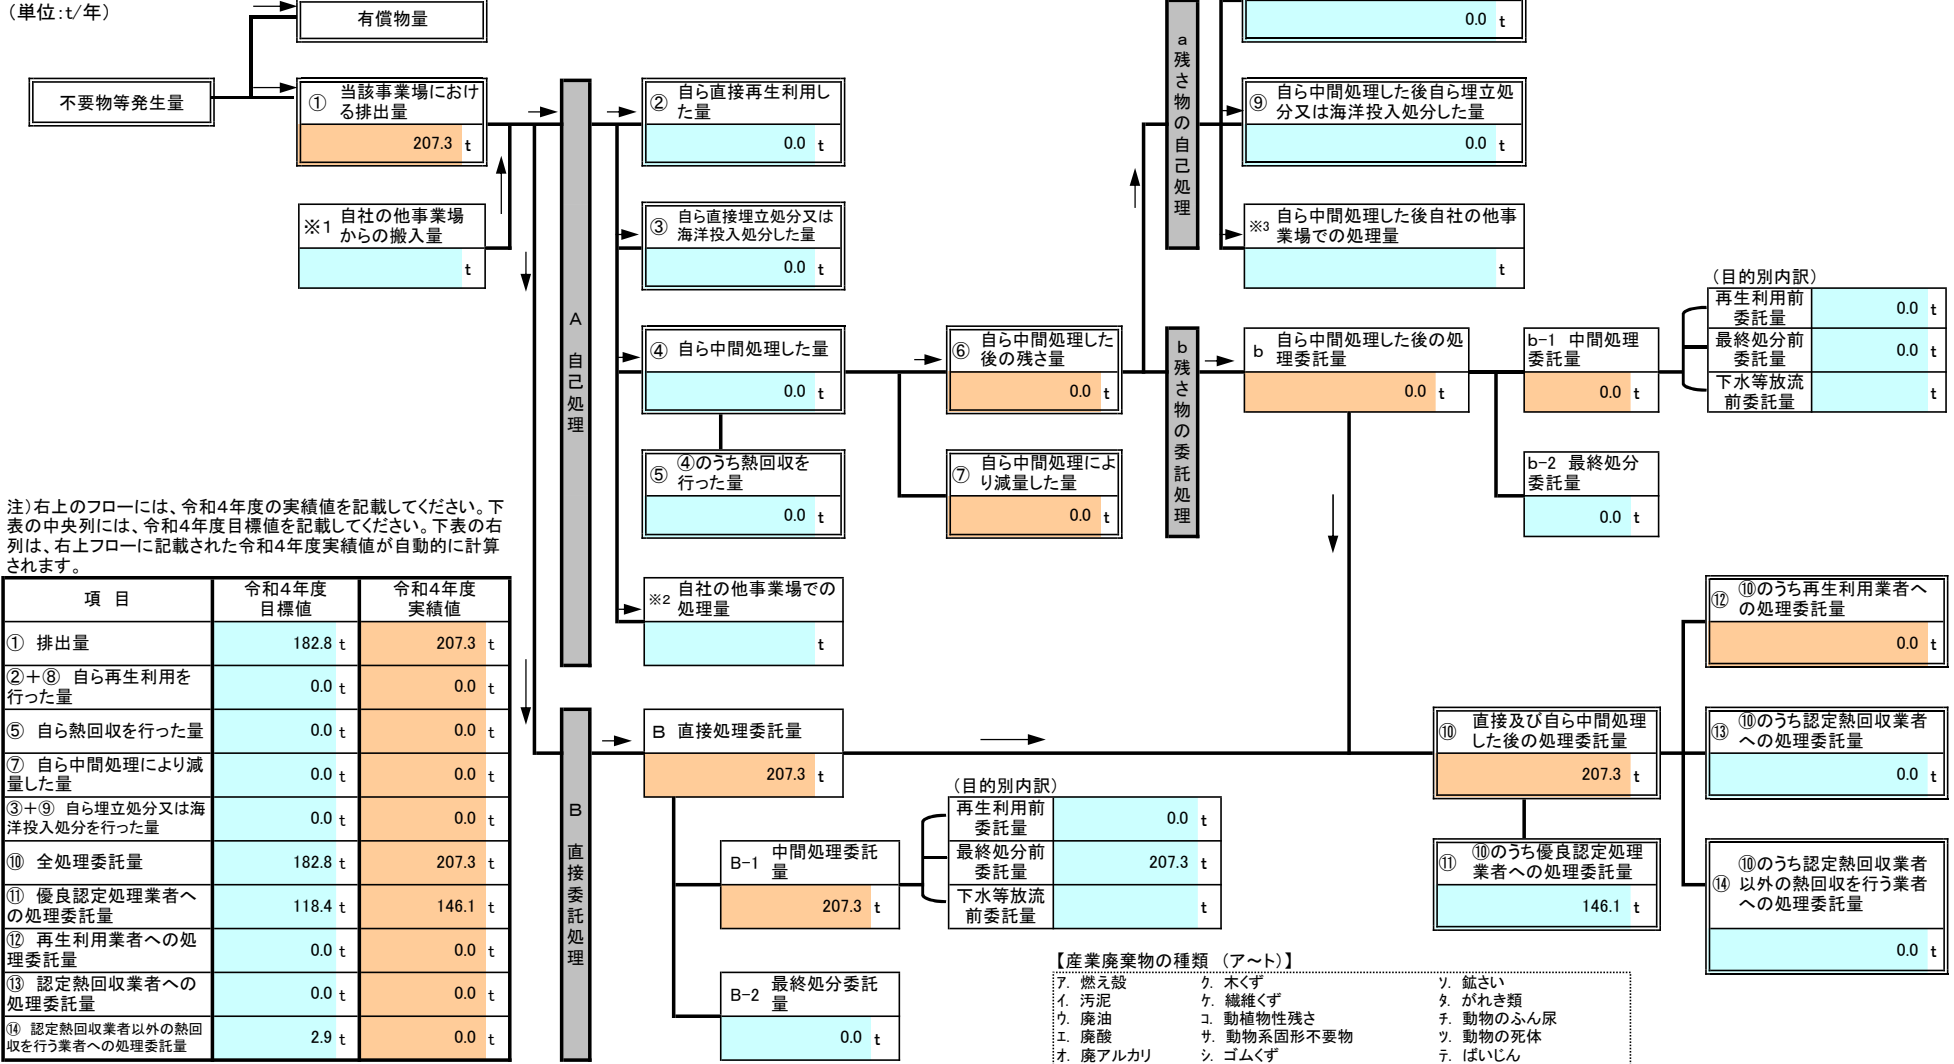 （単位：t/年）
有償物量
不要物等発生量
① 当該事業場におけ
る排出量
207.3 t
※1 自社の他事業場
からの搬入量
t
A 自己処理
② 自ら直接再生利用し
た量
0.0 t
③ 自ら直接埋立処分又は
海洋投入処分した量
0.0 t
④ 自ら中間処理した量
0.0 t
⑤ ④のうち熱回収を
行った量
0.0 t
※2 自社の他事業場での
処理量
t
⑥ 自ら中間処理した
後の残さ量
0.0 t
⑦ 自ら中間処理によ
り減量した量
0.0 t
a 残さ物の自己処理
0.0 t
⑨ 自ら中間処理した後自ら埋立処
分又は海洋投入処分した量
0.0 t
※3 自ら中間処理した後自社の他事
業場での処理量
t
b 残さ物の委託処理
b 自ら中間処理した後の処
理委託量
0.0 t
b-1 中間処理
委託量
0.0 t
b-2 最終処分
委託量
0.0 t
（目的別内訳）
再生利用前
委託量
0.0 t
最終処分前
委託量
0.0 t
下水等放流
前委託量
t
注）右上のフローには、令和４年度の実績値を記載してください。下
表の中央列には、令和４年度目標値を記載してください。下表の右
列は、右上フローに記載された令和４年度実績値が自動的に計算
されます。
項 目
令和４年度
目標値
令和４年度
実績値
① 排出量 182.8 t 207.3 t
②＋⑧ 自ら再生利用を
行った量 0.0 t 0.0 t
⑤ 自ら熱回収を行った量 0.0 t 0.0 t
⑦ 自ら中間処理により減
量した量 0.0 t 0.0 t
③＋⑨ 自ら埋立処分又は海
洋投入処分を行った量 0.0 t 0.0 t
⑩ 全処理委託量 182.8 t 207.3 t
⑪ 優良認定処理業者へ
の処理委託量 118.4 t 146.1 t
⑫ 再生利用業者への処
理委託量 0.0 t 0.0 t
⑬ 認定熱回収業者への
処理委託量 0.0 t 0.0 t
⑭ 認定熱回収業者以外の熱回
収を行う業者への処理委託量 2.9 t 0.0 t
B 直接委託処理
B 直接処理委託量
207.3 t
B-1 中間処理委託
量
207.3 t
B-2 最終処分委託
量
0.0 t
（目的別内訳）
再生利用前
委託量
0.0 t
最終処分前
委託量
207.3 t
下水等放流
前委託量
t
⑩ 直接及び自ら中間処理
した後の処理委託量
207.3 t
⑪ ⑩のうち優良認定処理
業者への処理委託量
146.1 t
⑫ ⑩のうち再生利用業者へ
の処理委託量
0.0 t
⑬ ⑩のうち認定熱回収業者
への処理委託量
0.0 t
⑭ ⑩のうち認定熱回収業者
以外の熱回収を行う業者
への処理委託量
0.0 t
【産業廃棄物の種類 （ア～ト）】
ア. 燃え殻 ク. 木くず ソ. 鉱さい
イ. 汚泥 ケ. 繊維くず タ. がれき類
ウ. 廃油 コ. 動植物性残さ チ. 動物のふん尿
エ. 廃酸 サ. 動物系固形不要物 ツ. 動物の死体
オ. 廃アルカリ シ. ゴムくず テ. ばいじん